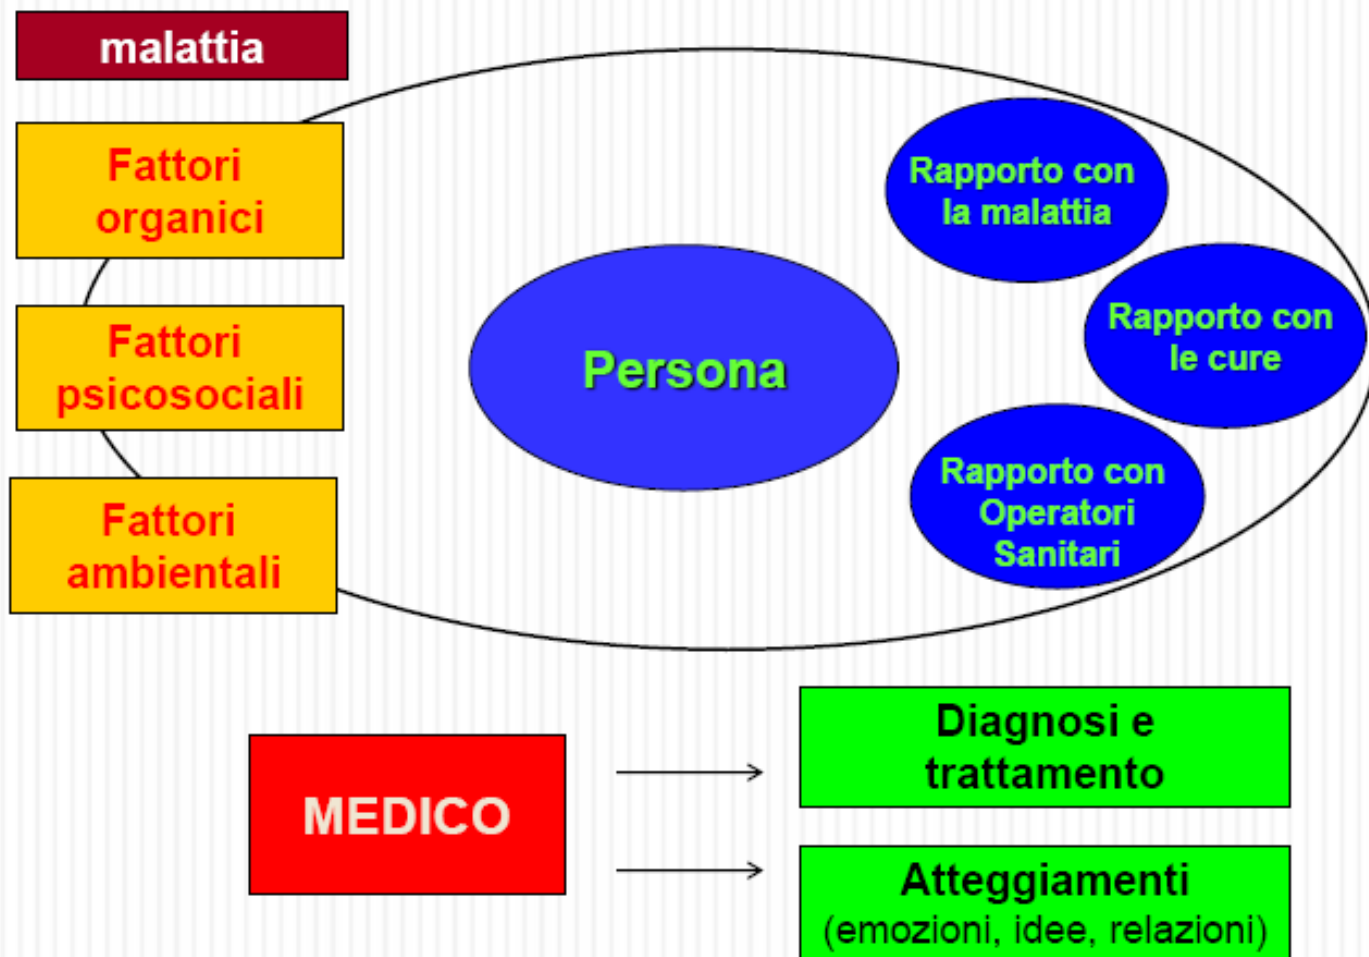 malattia
Fattori
organici
Fattori
psicosociali
Fattori
ambientali
Persona
Rapporto con
la malattia
Rapporto con
le cure
Rapporto con
Operatori
Sanitari
MEDICO
Diagnosi e
trattamento
Atteggiamenti
(emozioni, idee, relazioni)